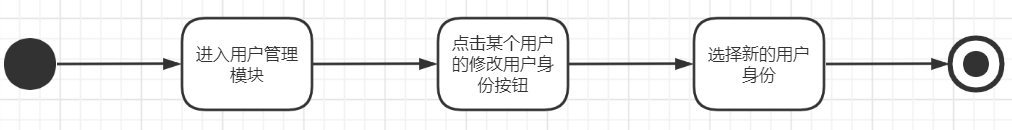 进入用户管理
模块
点击某个用户
的修改用户身
份按钮
选择新的用户
身份